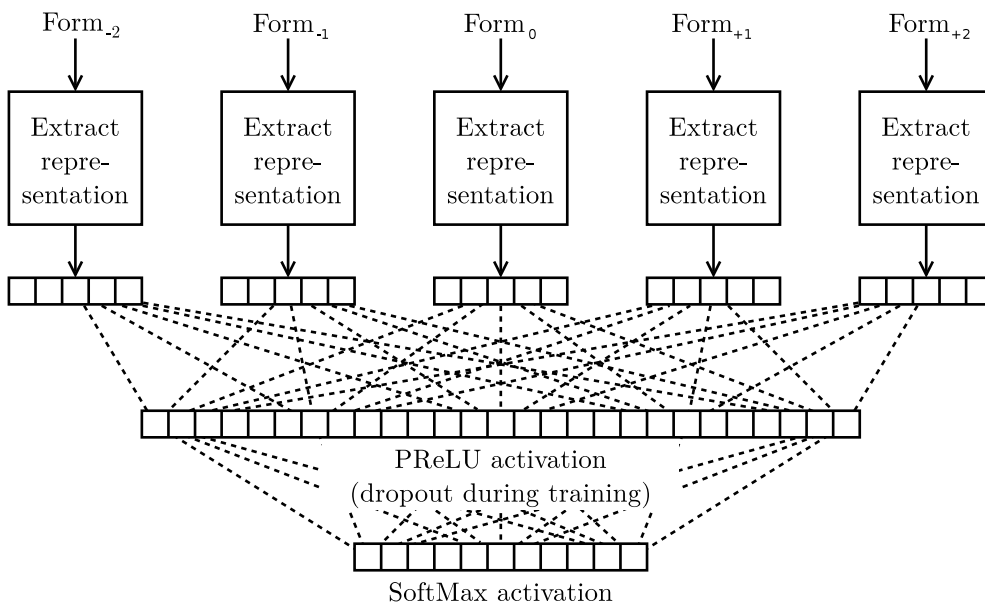 Form₋₂ Form₋₁ Form₀ Form₊₁ Form₊₂
Extract
repre-
sentation
Extract
repre-
sentation
Extract
repre-
sentation
Extract
repre-
sentation
Extract
repre-
sentation
PReLU activation
(dropout during training)
SoftMax activation